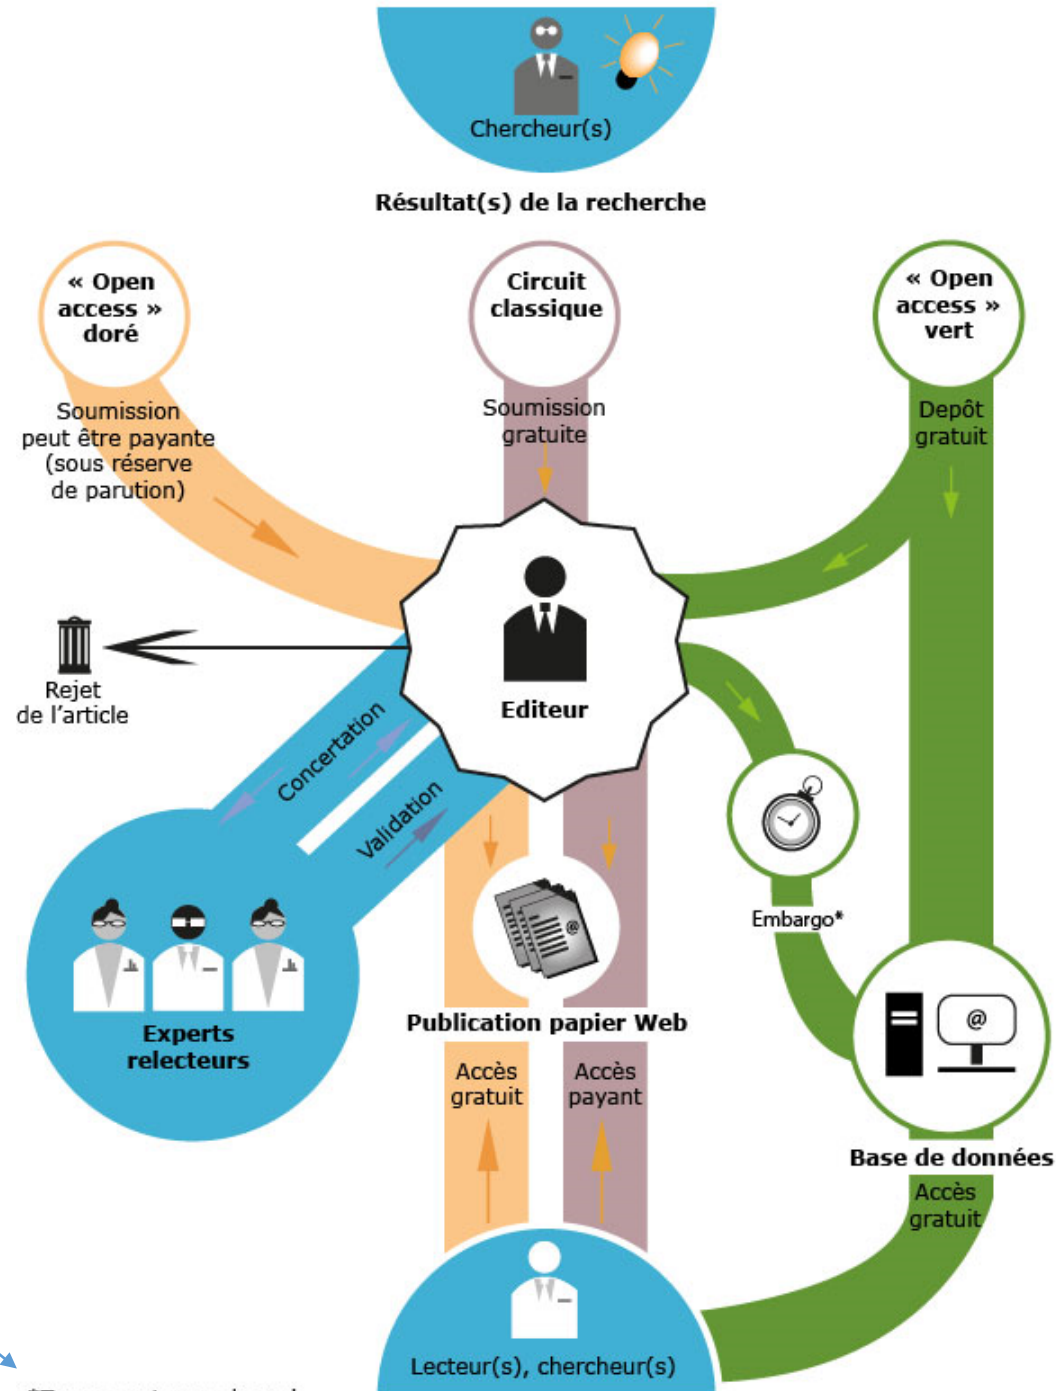 Chercheur(s)
Résultat(s) de la recherche
« Open
access »
doré
Circuit
classique
« Open
access »
vert
Soumission
peut être payante
(sous réserve
de parution)
Soumission
gratuite
Depôt
gratuit
Editeur
Rejet
de l'article
Concertation
Validation
Experts
relecteurs
Embargo*
@
Publication papier Web
@
Base de données
Accès
gratuit
Accès
payant
Accès
gratuit
Lecteur(s), chercheur(s)